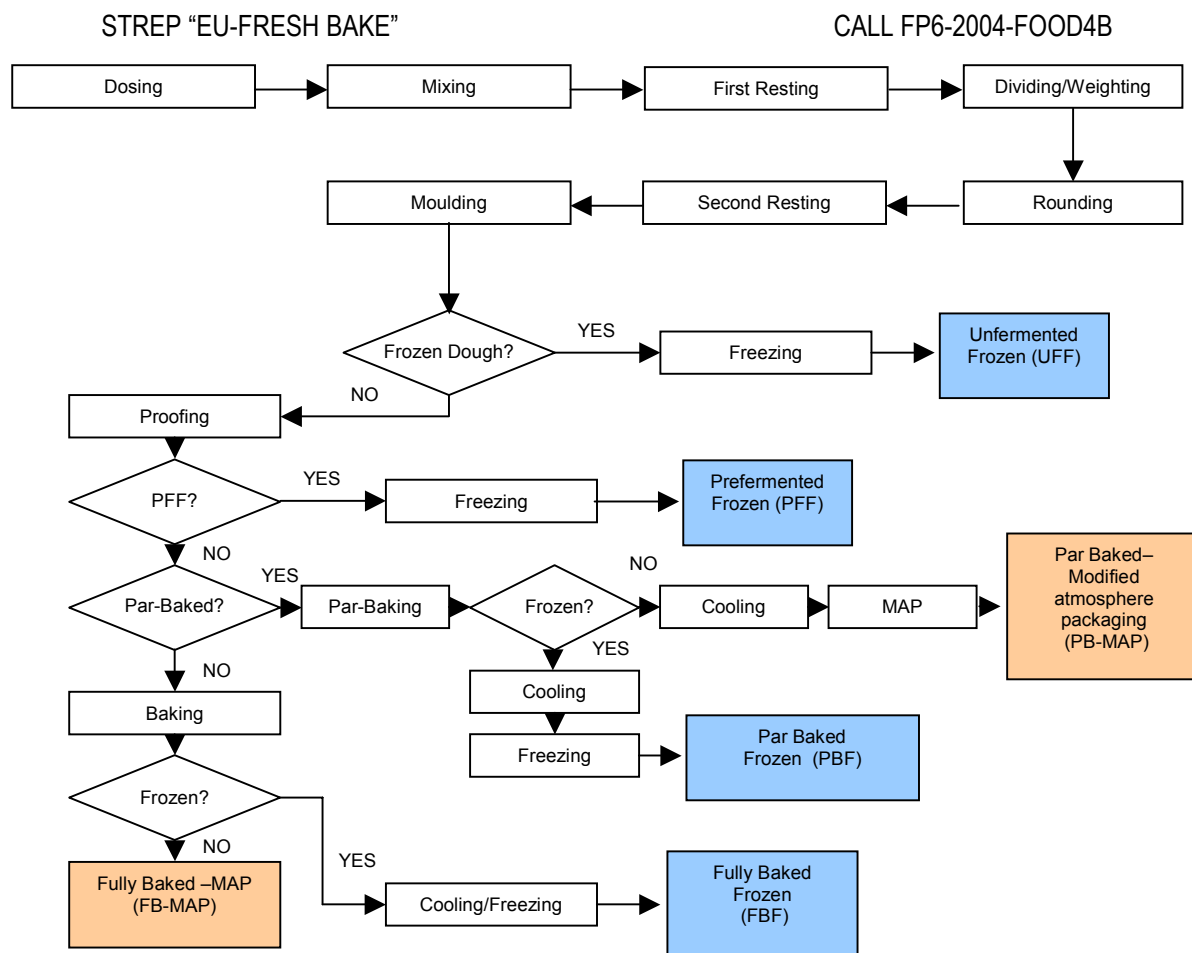 STREP “EU-FRESH BAKE”
CALL FP6-2004-FOOD4B
Dosing
Mixing
First Resting
Dividing/Weighting
Moulding
Second Resting
Rounding
Frozen Dough?
YES
Freezing
Unfermented
Frozen (UFF)
NO
Proofing
PFF?
YES
Freezing
Prefermented
Frozen (PFF)
NO
Par-Baked?
YES
Par-Baking
Frozen?
NO
Cooling
MAP
Par Baked–
Modified
atmosphere
packaging
(PB-MAP)
YES
Cooling
Freezing
Par Baked
Frozen (PBF)
NO
Baking
Frozen?
NO
Fully Baked –MAP
(FB-MAP)
YES
Cooling/Freezing
Fully Baked
Frozen
(FBF)